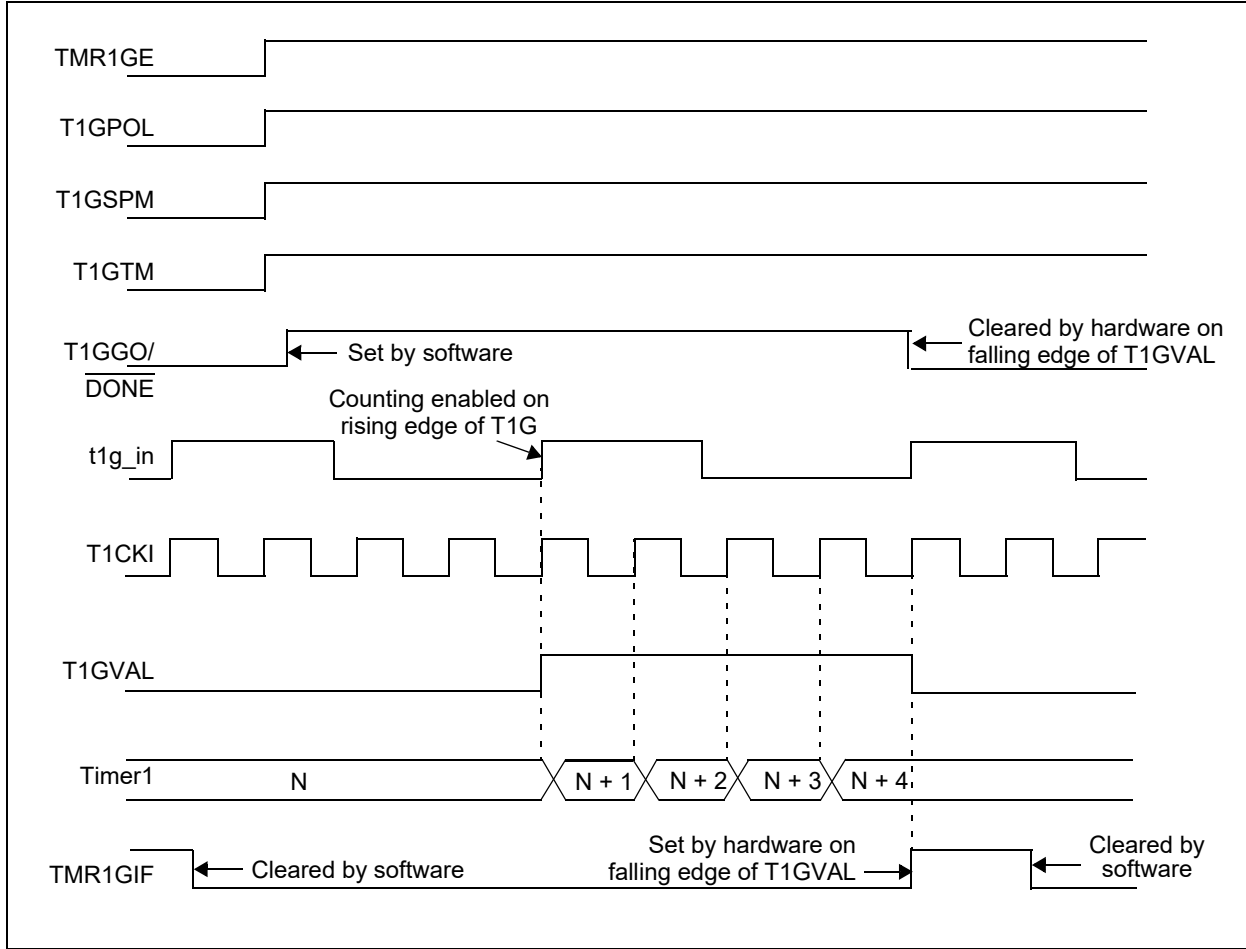 TMR1GE
T1GPOL
T1GSPM
T1GTM
T1GGO/
DONE
Set by software
Cleared by hardware on
falling edge of T1GVAL
Counting enabled on
rising edge of T1G
t1g_in
T1CKI
T1GVAL
Timer1
N
N + 1
N + 2
N + 3
N + 4
TMR1GIF
Cleared by software
Set by hardware on
falling edge of T1GVAL
Cleared by
software